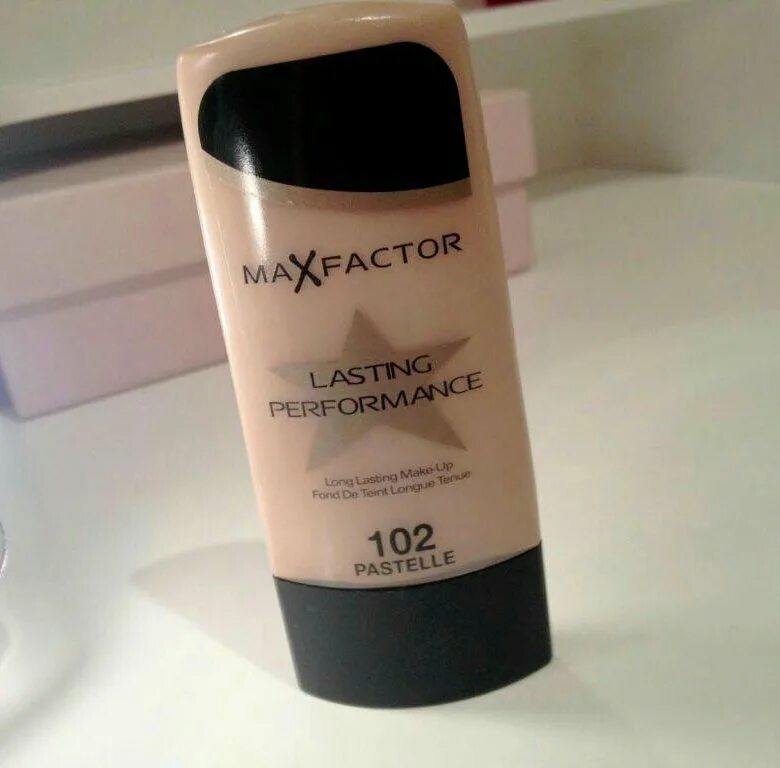 MAXFACTOR
LASTING
PERFORMANCE
Long Lasting Make-Up
Fond De Teint Longue Tenue
102
PASTELLE